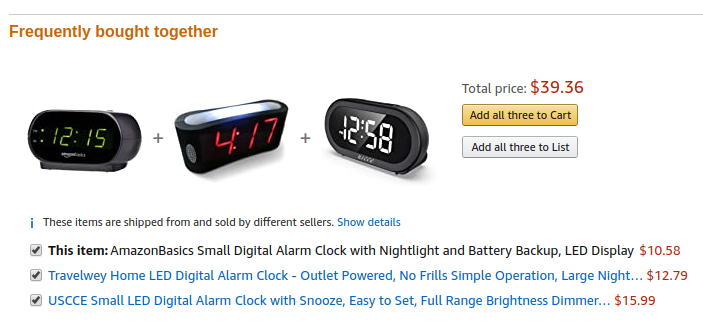 Frequently bought together
12:15
amazonbasics
+
4:17
+
12:58
USCCE
Total price: $39.36
Add all three to Cart
Add all three to List
i These items are shipped from and sold by different sellers. Show details
This item: AmazonBasics Small Digital Alarm Clock with Nightlight and Battery Backup, LED Display $10.58
Travelwey Home LED Digital Alarm Clock - Outlet Powered, No Frills Simple Operation, Large Night... $12.79
USCCE Small LED Digital Alarm Clock with Snooze, Easy to Set, Full Range Brightness Dimmer... $15.99